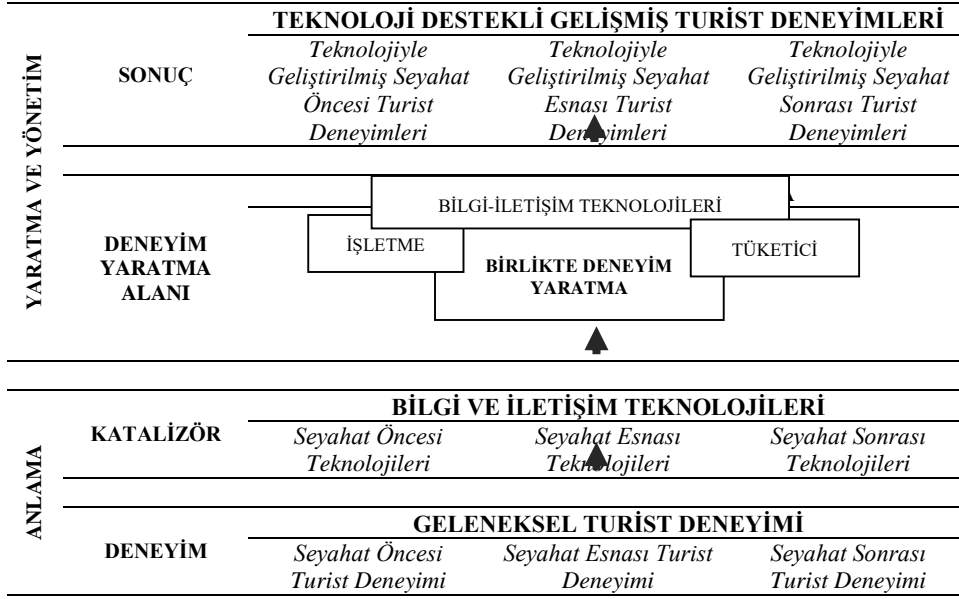 TEKNOLOJİ DESTEKLİ GELİŞMİŞ TURİST DENEYİMLERİ
YARATMA VE YÖNETİM
SONUÇ
Teknolojiyle Geliştirilmiş Seyahat Öncesi Turist Deneyimleri
Teknolojiyle Geliştirilmiş Seyahat Esnası Turist Deneyimleri
Teknolojiyle Geliştirilmiş Seyahat Sonrası Turist Deneyimleri
DENEYİM
YARATMA
ALANI
BİLGİ-İLETİŞİM TEKNOLOJİLERİ
İŞLETME
TÜKETİCİ
BİRLİKTE DENEYİM
YARATMA
ANLAMA
KATALİZÖR
BİLGİ VE İLETİŞİM TEKNOLOJİLERİ
Seyahat Öncesi
Teknolojileri
Seyahat Esnası
Teknolojileri
Seyahat Sonrası
Teknolojileri
DENEYİM
GELENEKSEL TURİST DENEYİMİ
Seyahat Öncesi
Turist Deneyimi
Seyahat Esnası Turist
Deneyimi
Seyahat Sonrası
Turist Deneyimi